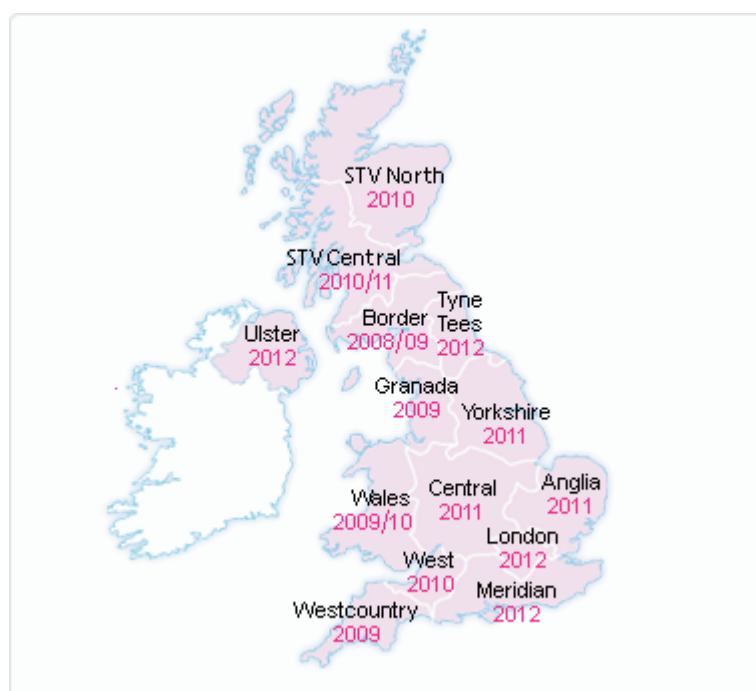 STV North
2010
STV Central
2010/11
Border
2008/09
Tyne
Tees
2012
Ulster
2012
Granada
2009
Yorkshire
2011
Wales
2009/10
Central
2011
Anglia
2011
London
2012
West
2010
Meridian
2012
Westcountry
2009